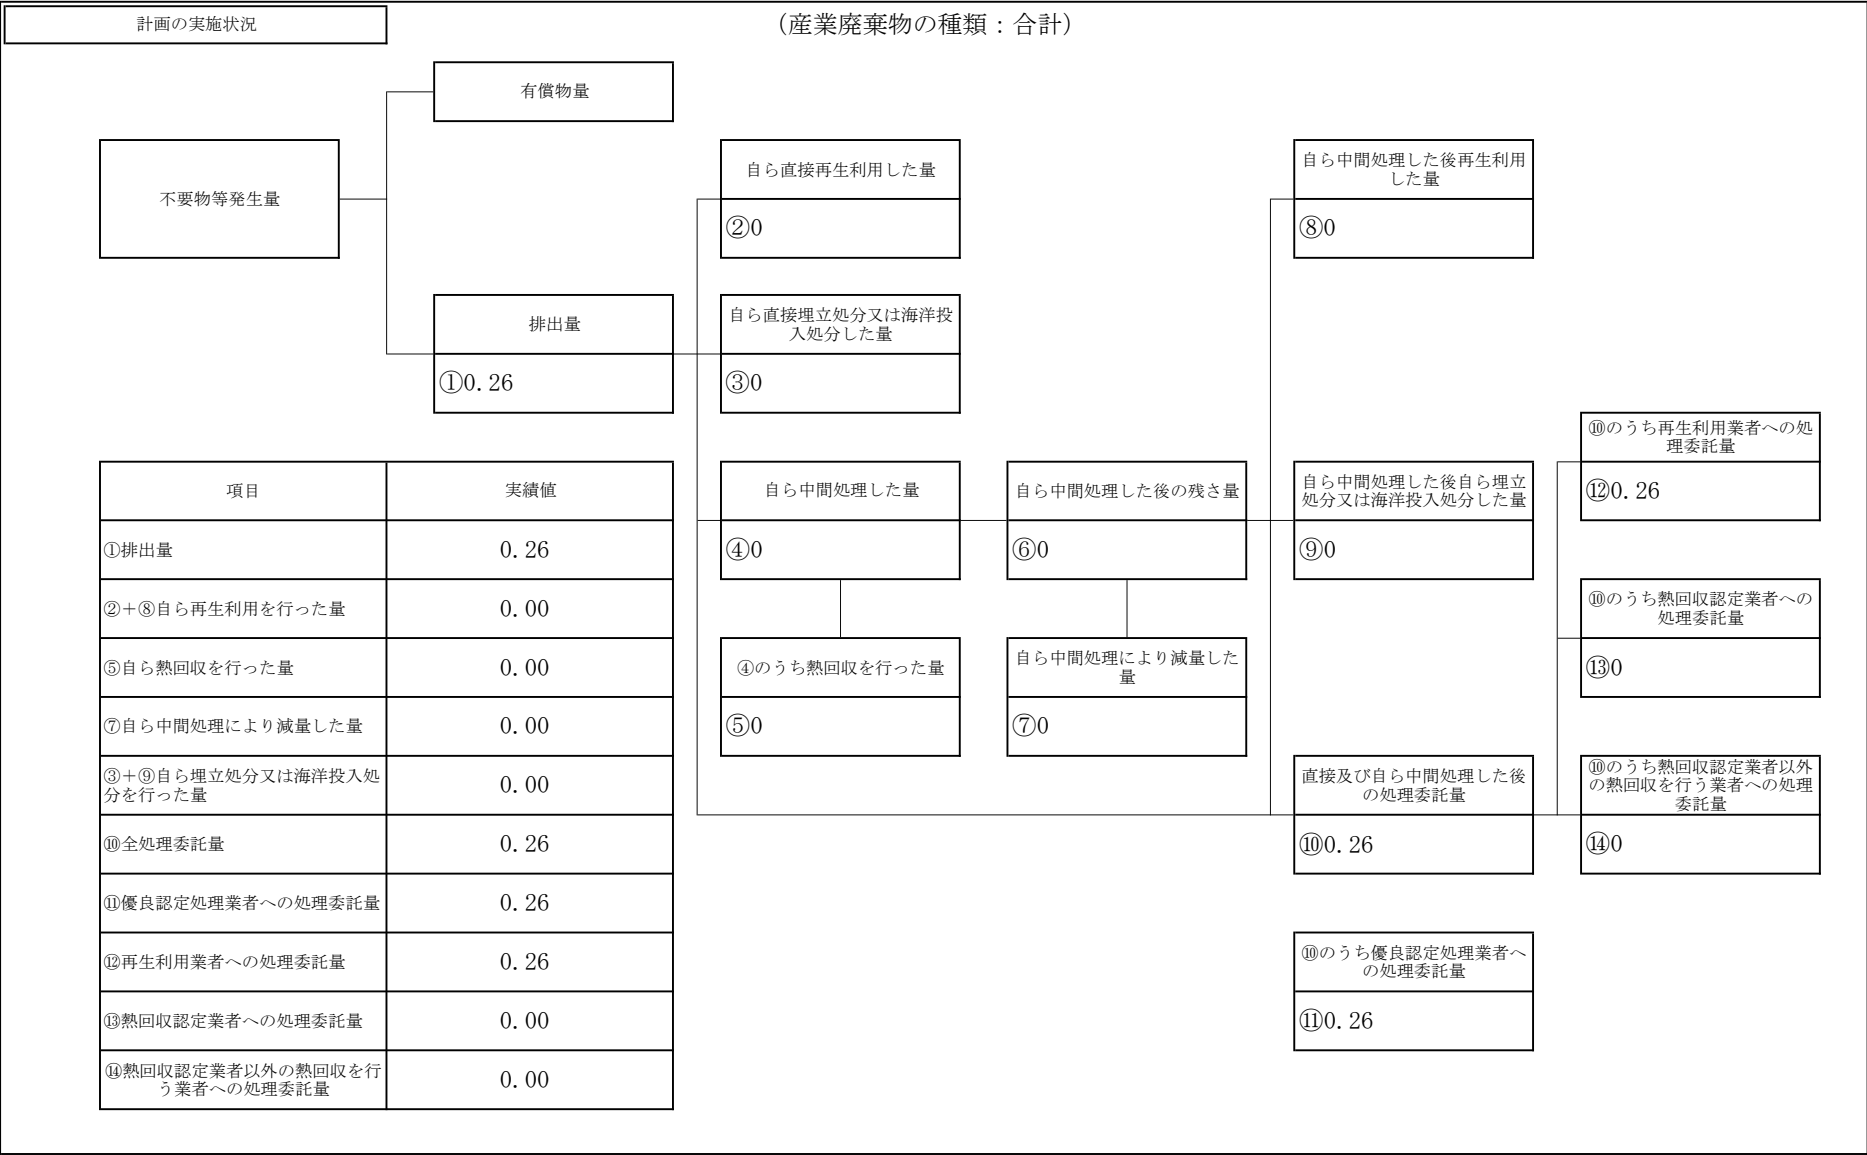 計画の実施状況
（産業廃棄物の種類：合計）
有償物量
不要物等発生量
自ら直接再生利用した量
②0
自ら中間処理した後再生利用
した量
⑧0
排出量
①0.26
自ら直接埋立処分又は海洋投
入処分した量
③0
⑩のうち再生利用業者への処
理委託量
⑫0.26
自ら中間処理した量
④0
自ら中間処理した後の残さ量
⑥0
自ら中間処理した後自ら埋立
処分又は海洋投入処分した量
⑨0
⑩のうち熱回収認定業者への
処理委託量
⑬0
④のうち熱回収を行った量
⑤0
自ら中間処理により減量した
量
⑦0
直接及び自ら中間処理した後
の処理委託量
⑩0.26
⑩のうち熱回収認定業者以外
の熱回収を行う業者への処理
委託量
⑭0
⑩のうち優良認定処理業者へ
の処理委託量
⑪0.26
項目 実績値
①排出量 0.26
②＋⑧自ら再生利用を行った量 0.00
⑤自ら熱回収を行った量 0.00
⑦自ら中間処理により減量した量 0.00
③＋⑨自ら埋立処分又は海洋投入処
分を行った量 0.00
⑩全処理委託量 0.26
⑪優良認定処理業者への処理委託量 0.26
⑫再生利用業者への処理委託量 0.26
⑬熱回収認定業者への処理委託量 0.00
⑭熱回収認定業者以外の熱回収を行
う業者への処理委託量 0.00